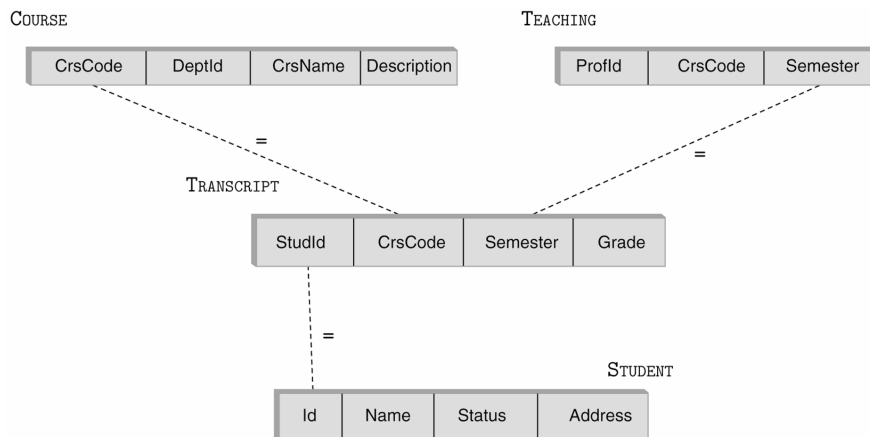 COURSE
TEACHING
CrsCode DeptId CrsName Description
ProfId CrsCode Semester
=
=
TRANSCRIPT
StudId CrsCode Semester Grade
=
STUDENT
Id Name Status Address